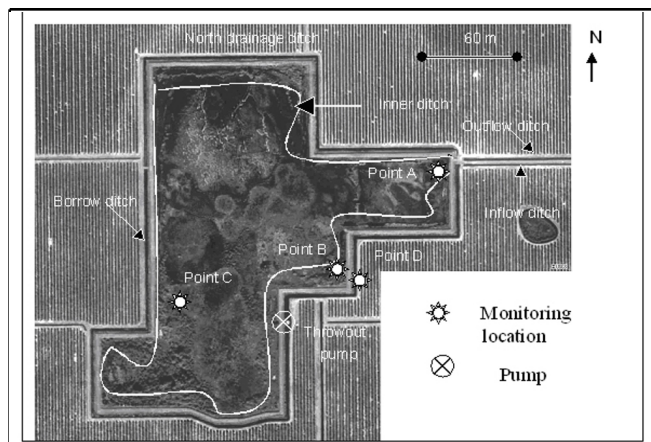 North drainage ditch
60 m
N
Inner ditch
Outflow ditch
Point A
Borrow ditch
Inflow ditch
Point B
Point D
Point C
Throwout
pump
Monitoring
location
Pump